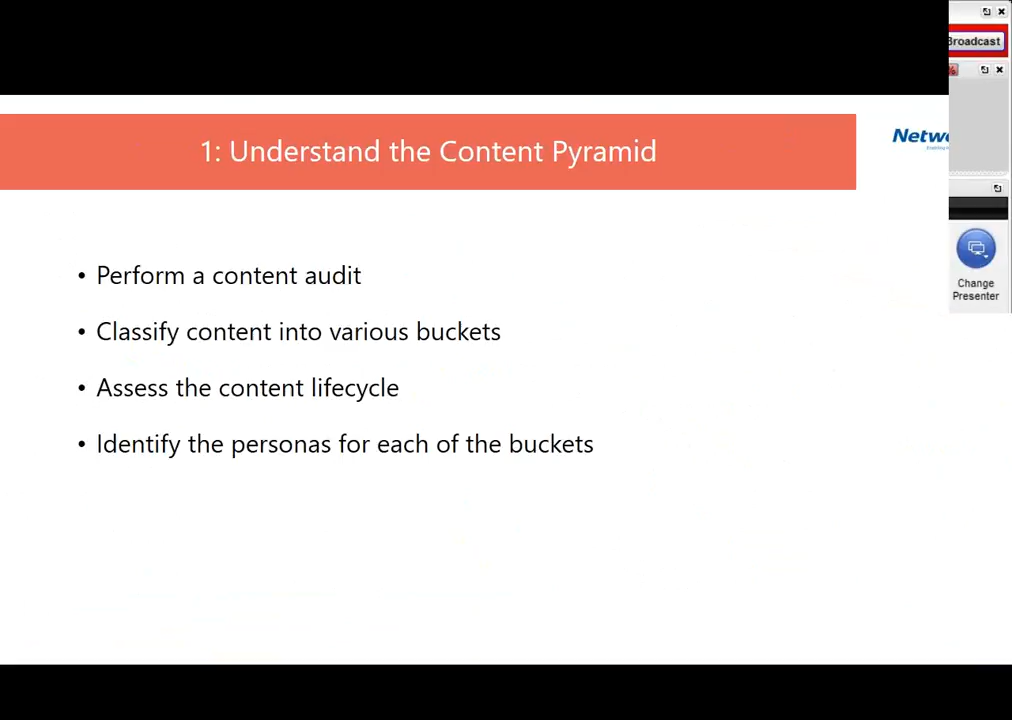 Broadcast
1: Understand the Content Pyramid
• Perform a content audit
• Classify content into various buckets
• Assess the content lifecycle
• Identify the personas for each of the buckets
Change
Presenter